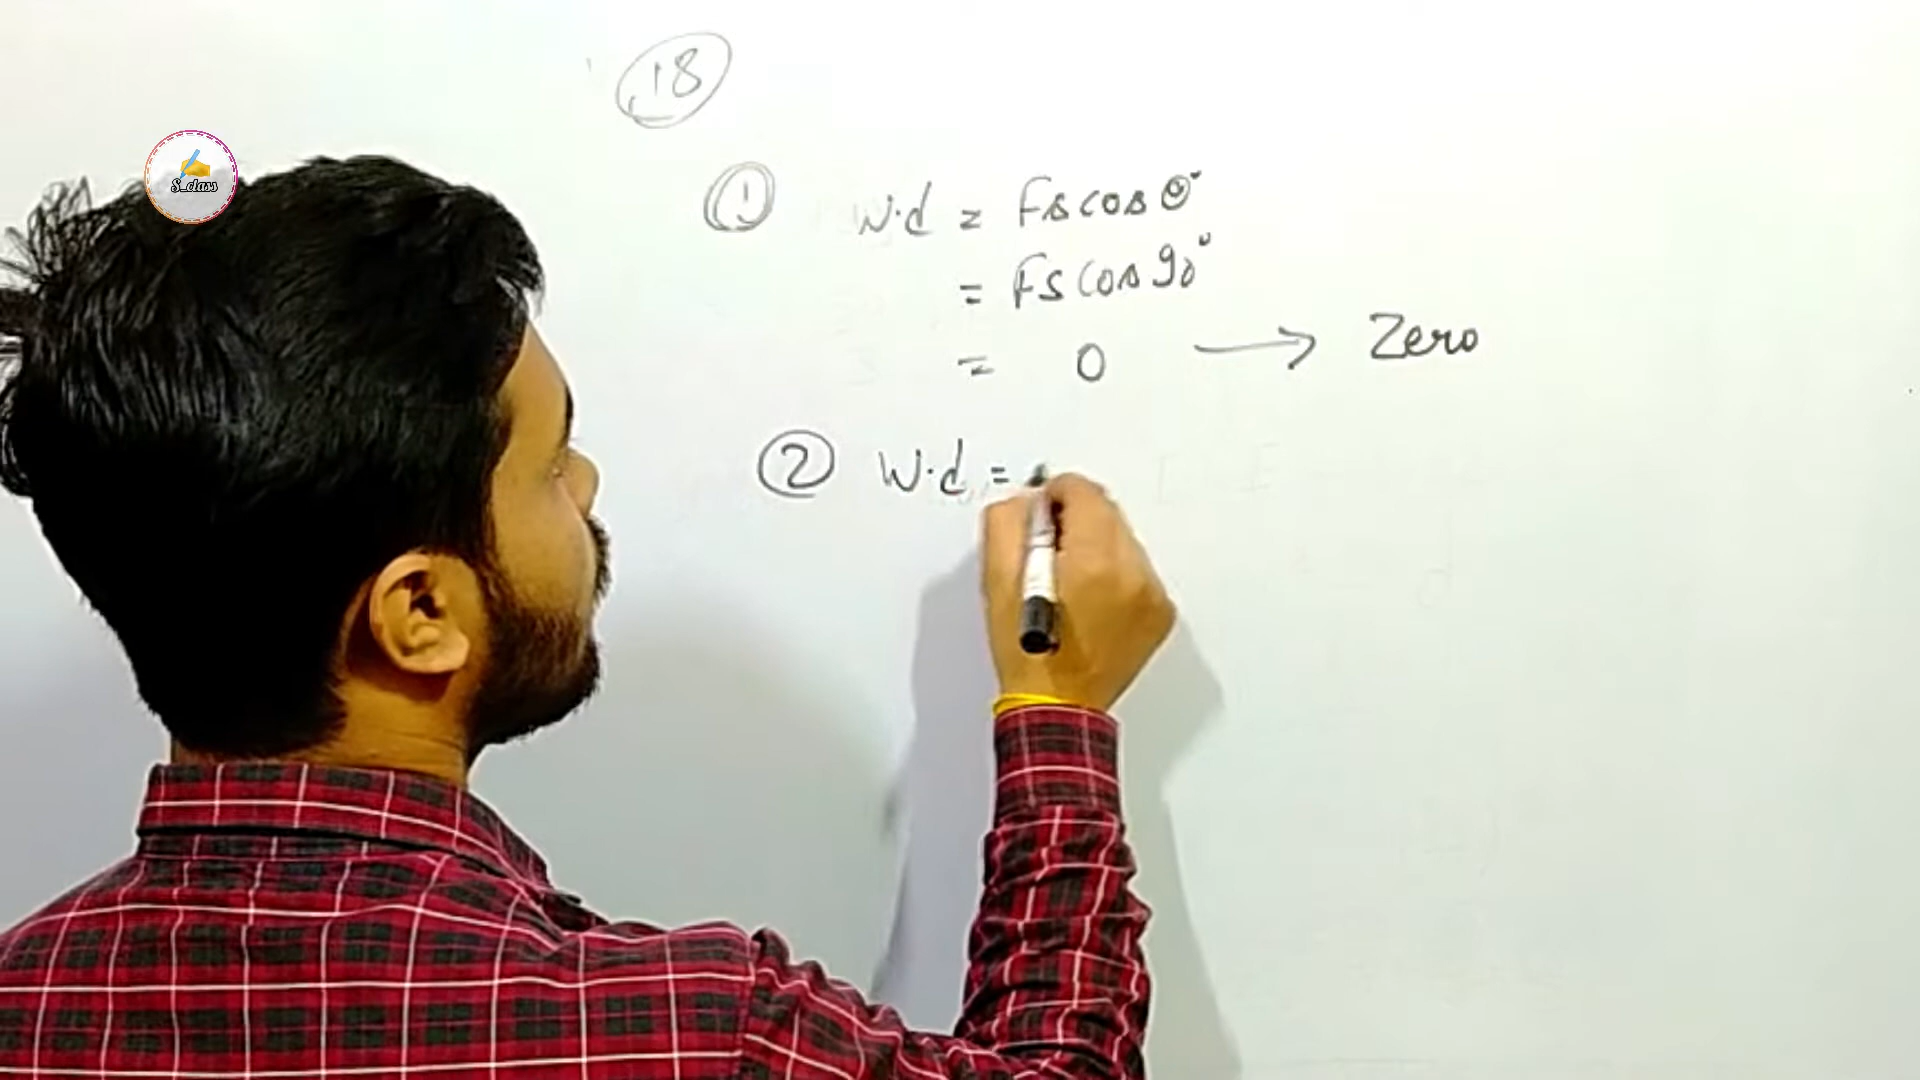 18
S_class
① W.d = Fs cos θ°
= Fs cos 90°
= 0 → Zero
② W.d =